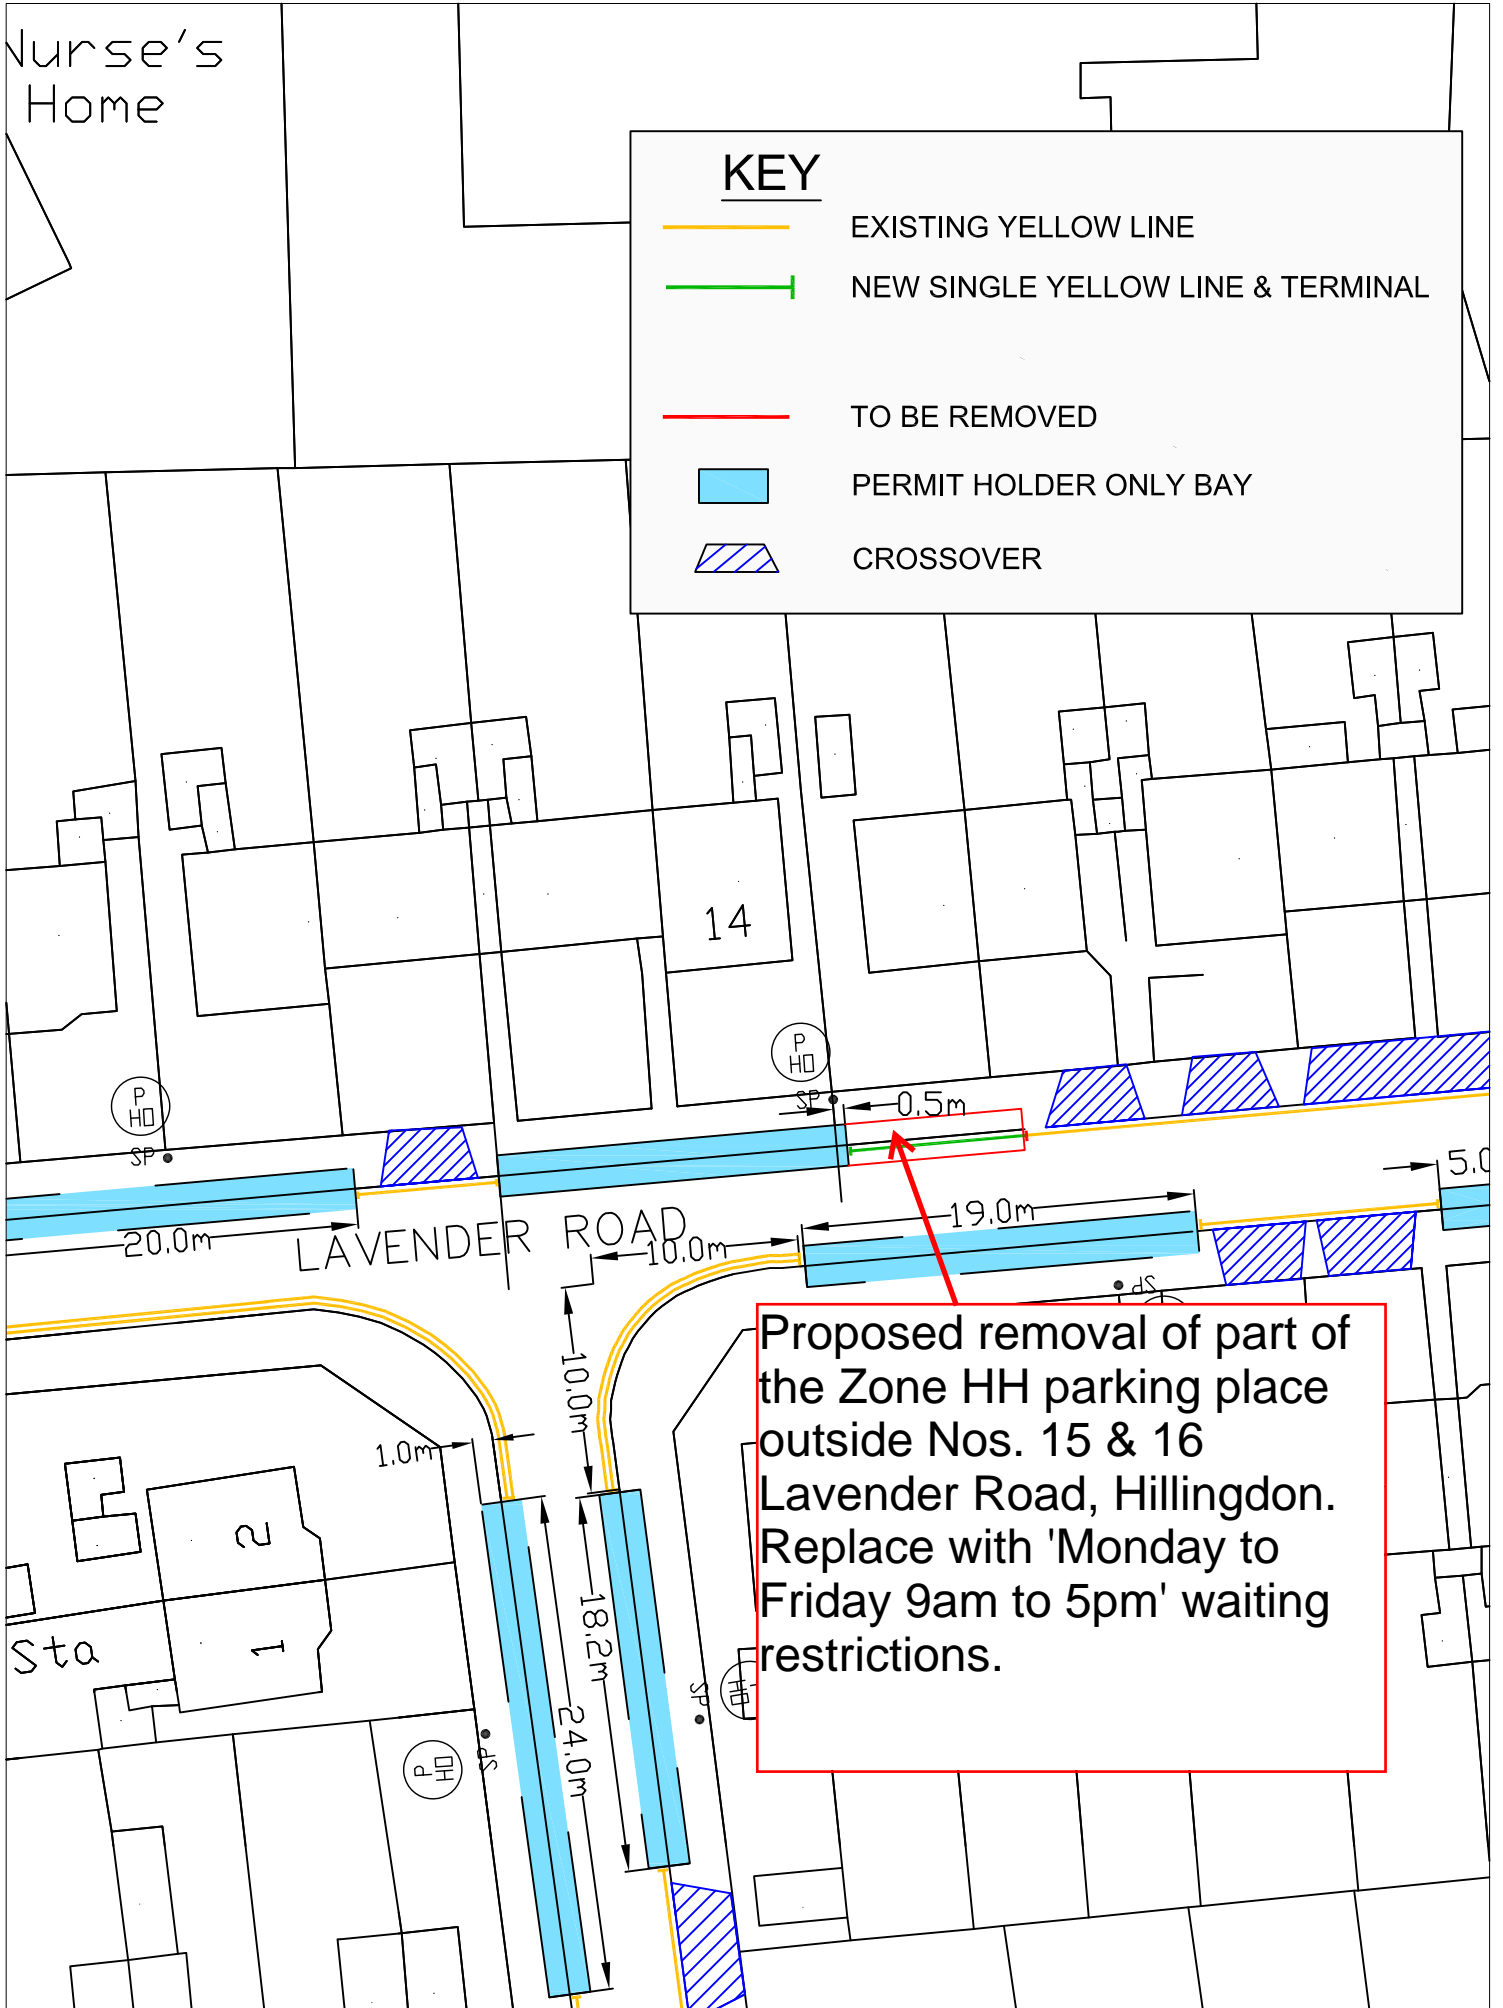 Nurse's
Home
KEY
EXISTING YELLOW LINE
NEW SINGLE YELLOW LINE & TERMINAL
TO BE REMOVED
PERMIT HOLDER ONLY BAY
CROSSOVER
14
P
HO
SP
0.5m
P
HO
SP
5.0
19.0m
20.0m
LAVENDER ROAD
10.0m
SP
10.0m
1.0m
Proposed removal of part of
the Zone HH parking place
outside Nos. 15 & 16
Lavender Road, Hillingdon.
Replace with 'Monday to
Friday 9am to 5pm' waiting
restrictions.
2
1
Sta
18.2m
24.0m
SP
HO
P
HO
SP